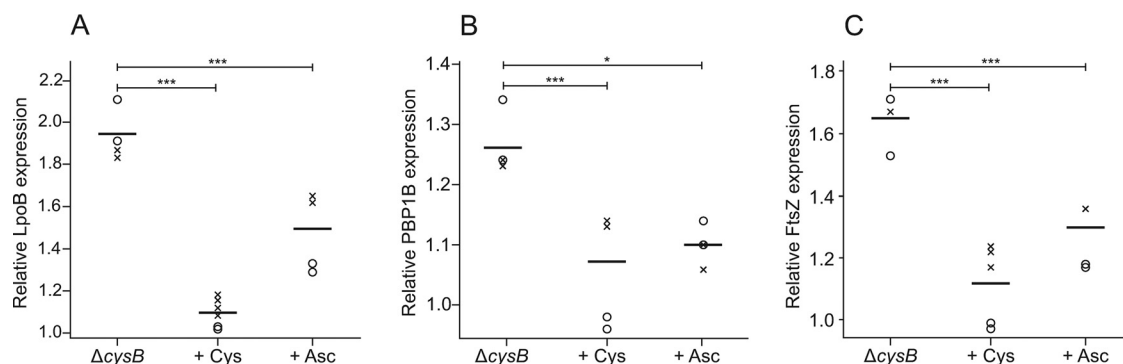 A
Relative LpoB expression
2.2
2.0
1.8
1.6
1.4
1.2
1.0
***
***
ΔcysB
+ Cys
+ Asc
B
Relative PBP1B expression
1.4
1.3
1.2
1.1
1.0
*
***
ΔcysB
+ Cys
+ Asc
C
Relative FtsZ expression
1.8
1.6
1.4
1.2
1.0
***
***
ΔcysB
+ Cys
+ Asc